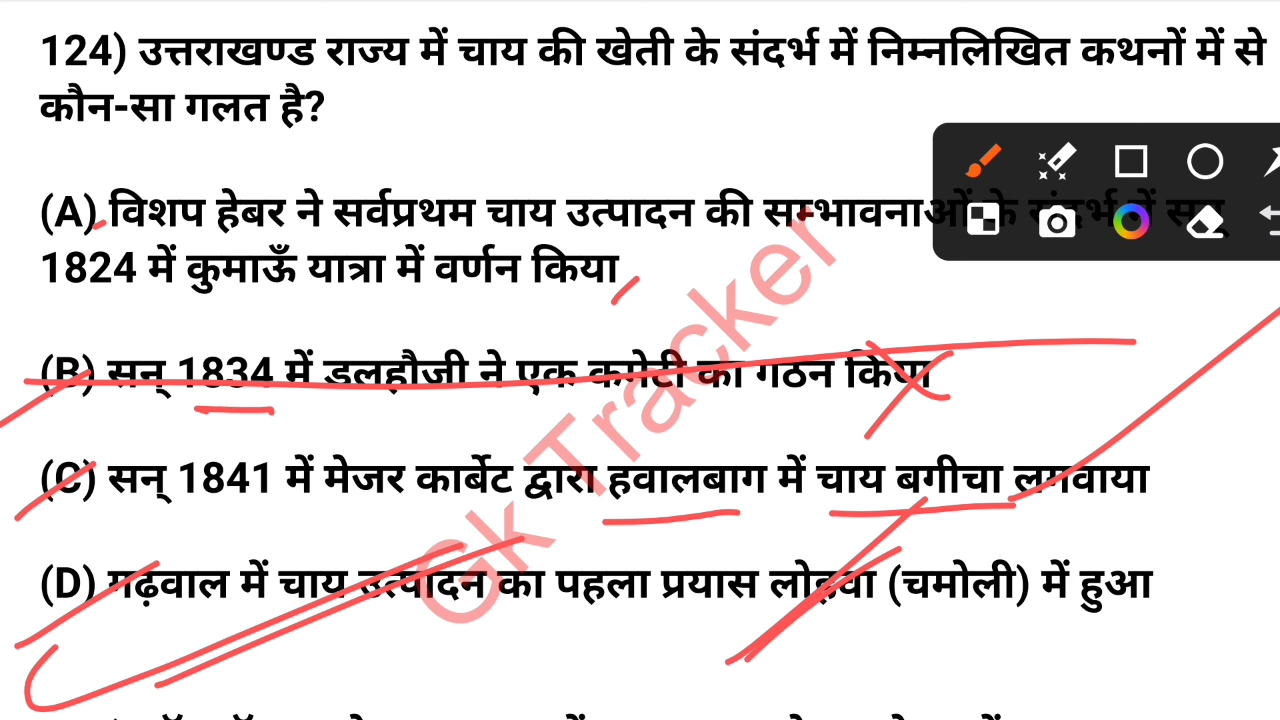 124) उत्तराखण्ड राज्य में चाय की खेती के संदर्भ में निम्नलिखित कथनों में से
कौन-सा गलत है?
(A) विशप हेबर ने सर्वप्रथम चाय उत्पादन की सम्भावनाओं के संदर्भ में सन्
1824 में कुमाऊँ यात्रा में वर्णन किया
(B) सन् 1834 में डलहौजी ने एक कमेटी का गठन किया
(C) सन् 1841 में मेजर कार्बेट द्वारा हवालबाग में चाय बगीचा लगवाया
(D) गढ़वाल में चाय उत्पादन का पहला प्रयास लोहवा (चमोली) में हुआ
Gk Tracker